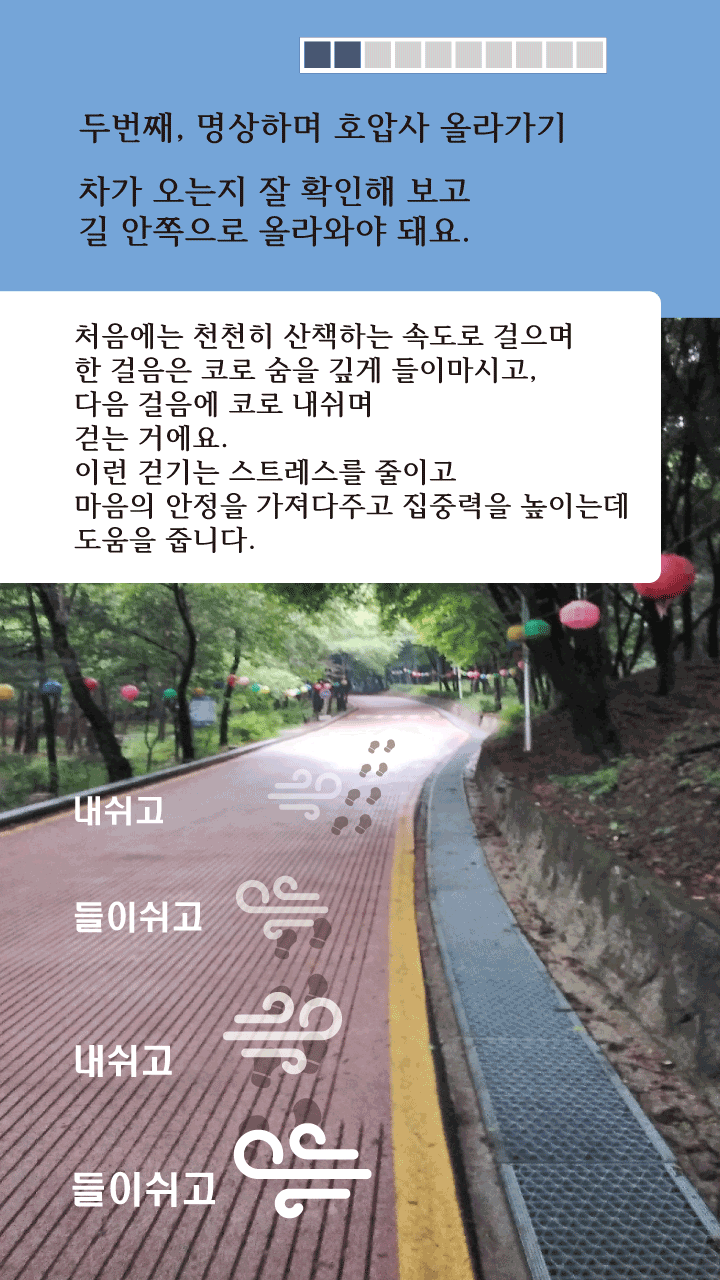 두번째, 명상하며 호압사 올라가기
차가 오는지 잘 확인해 보고
길 안쪽으로 올라와야 돼요.
처음에는 천천히 산책하는 속도로 걸으며
한 걸음은 코로 숨을 깊게 들이마시고,
다음 걸음에 코로 내쉬며
걷는 거에요.
이런 걷기는 스트레스를 줄이고
마음의 안정을 가져다주고 집중력을 높이는데
도움을 줍니다.
내쉬고
들이쉬고
내쉬고
들이쉬고